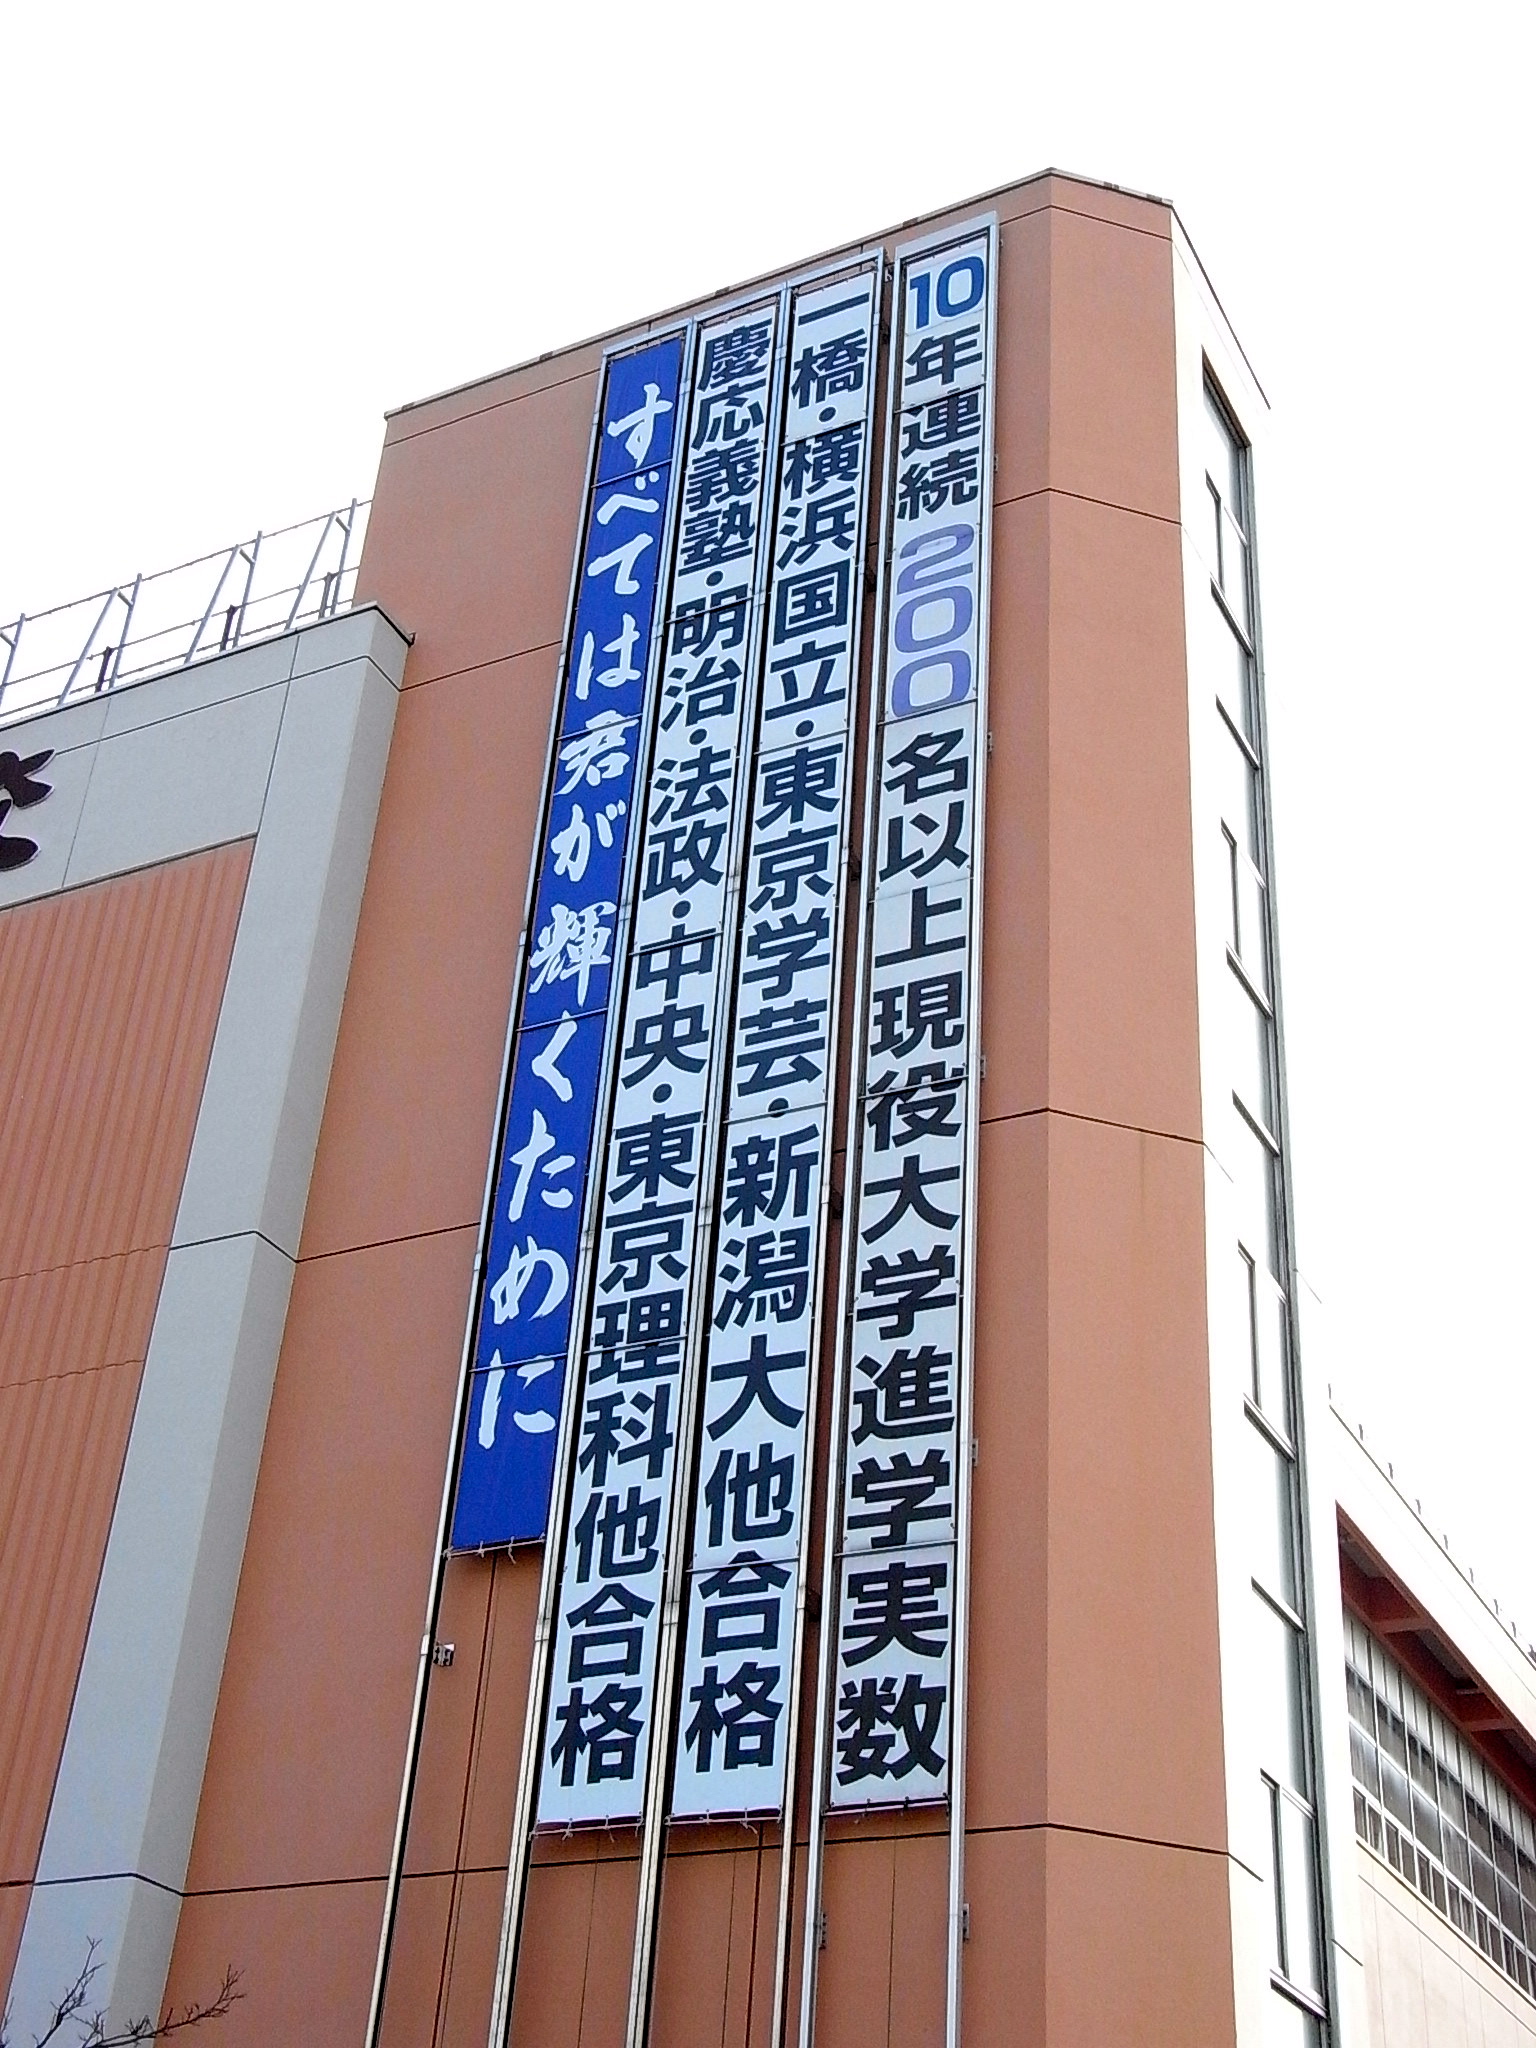 10年連続200名以上現役大学進学実数
一橋・横浜国立・東京学芸・新潟大他合格
慶応義塾・明治・法政・中央・東京理科他合格
すべては君が輝くために